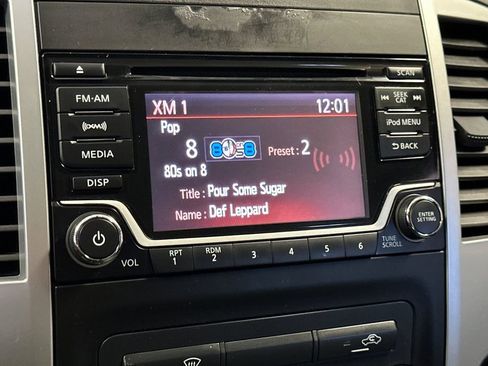 SCAN
FM·AM
XM 1 12:01
SEEK
CAT
Pop
(XM)
8 Preset : 2
iPod MENU
80s on 8
MEDIA
BACK
DISP
Title : Pour Some Sugar
Name : Def Leppard
ENTER
SETTING
VOL
RPT
1
RDM
2
3
4
5
6
TUNE
SCROLL